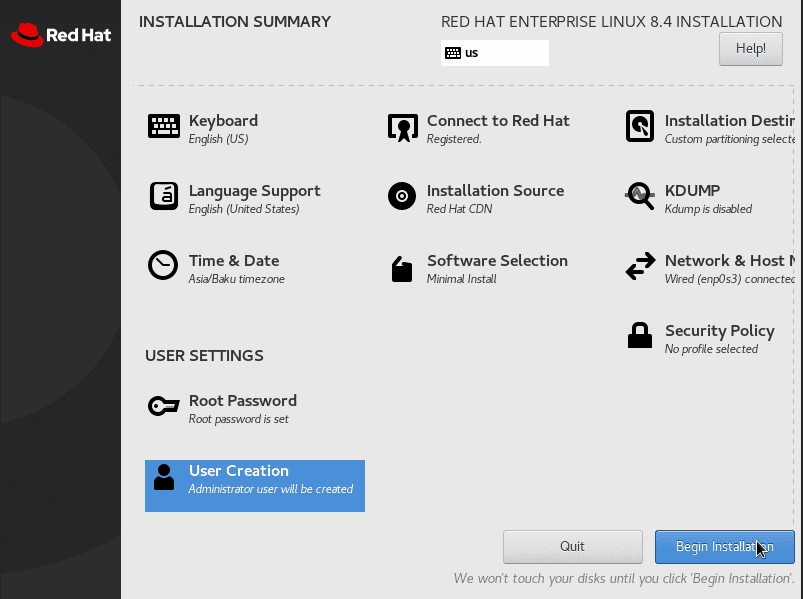 Red Hat
INSTALLATION SUMMARY
RED HAT ENTERPRISE LINUX 8.4 INSTALLATION
us
Help!
Keyboard
English (US)
Connect to Red Hat
Registered.
Installation Destin
Custom partitioning selecte
Language Support
English (United States)
Installation Source
Red Hat CDN
KDUMP
Kdump is disabled
Time & Date
Asia/Baku timezone
Software Selection
Minimal Install
Network & Host N
Wired (enp0s3) connected
Security Policy
No profile selected
USER SETTINGS
Root Password
Root password is set
User Creation
Administrator user will be created
Quit
Begin Installation
We won't touch your disks until you click 'Begin Installation'.